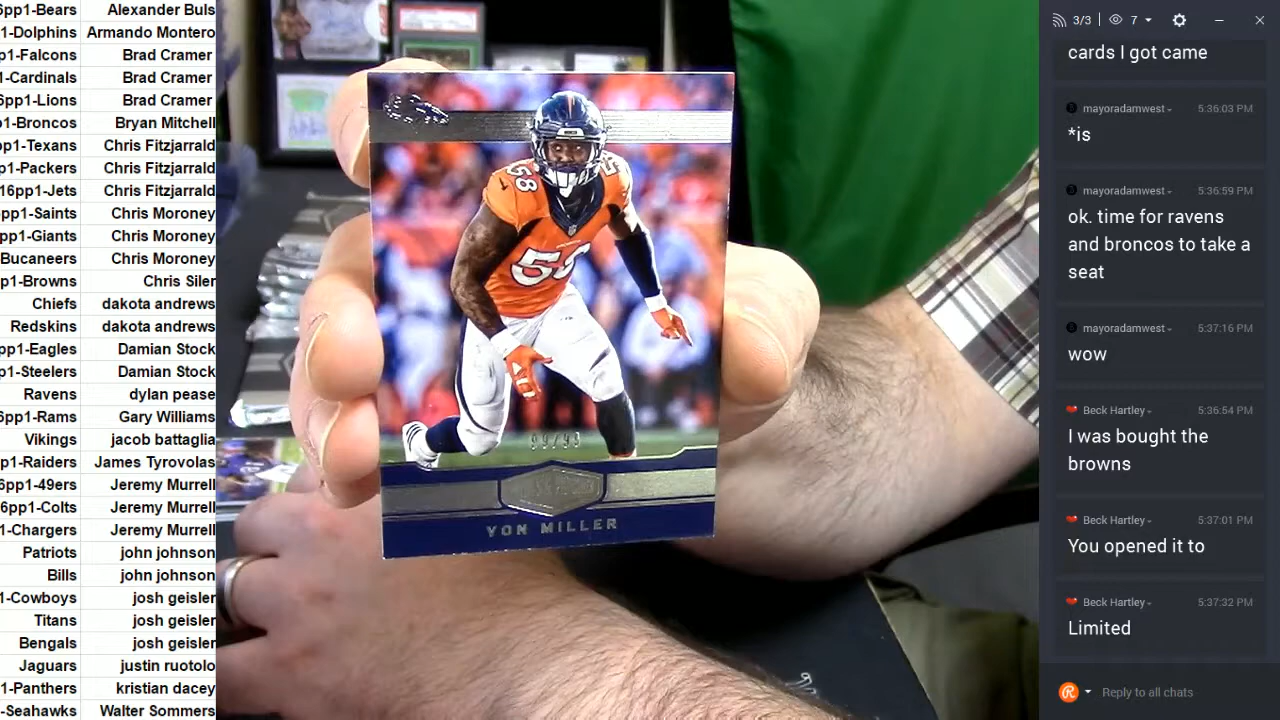 6pp1-Bears Alexander Buls
1-Dolphins Armando Montero
p1-Falcons Brad Cramer
1-Cardinals Brad Cramer
6pp1-Lions Brad Cramer
p1-Broncos Bryan Mitchell
pp1-Texans Chris Fitzjarrald
p1-Packers Chris Fitzjarrald
16pp1-Jets Chris Fitzjarrald
pp1-Saints Chris Moroney
pp1-Giants Chris Moroney
Bucaneers Chris Moroney
p1-Browns Chris Siler
Chiefs dakota andrews
Redskins dakota andrews
pp1-Eagles Damian Stock
p1-Steelers Damian Stock
Ravens dylan pease
6pp1-Rams Gary Williams
Vikings jacob battaglia
p1-Raiders James Tyrovolas
6pp1-49ers Jeremy Murrell
6pp1-Colts Jeremy Murrell
1-Chargers Jeremy Murrell
Patriots john johnson
Bills john johnson
1-Cowboys josh geisler
Titans josh geisler
Bengals josh geisler
Jaguars justin ruotolo
1-Panthers kristian dacey
-Seahawks Walter Sommers
58
58
VON MILLER
3/3 7
cards I got came
mayoradamwest 5:36:03 PM
*is
mayoradamwest 5:36:59 PM
ok. time for ravens
and broncos to take a
seat
mayoradamwest 5:37:16 PM
wow
Beck Hartley 5:36:54 PM
I was bought the
browns
Beck Hartley 5:37:01 PM
You opened it to
Beck Hartley 5:37:32 PM
Limited
Reply to all chats